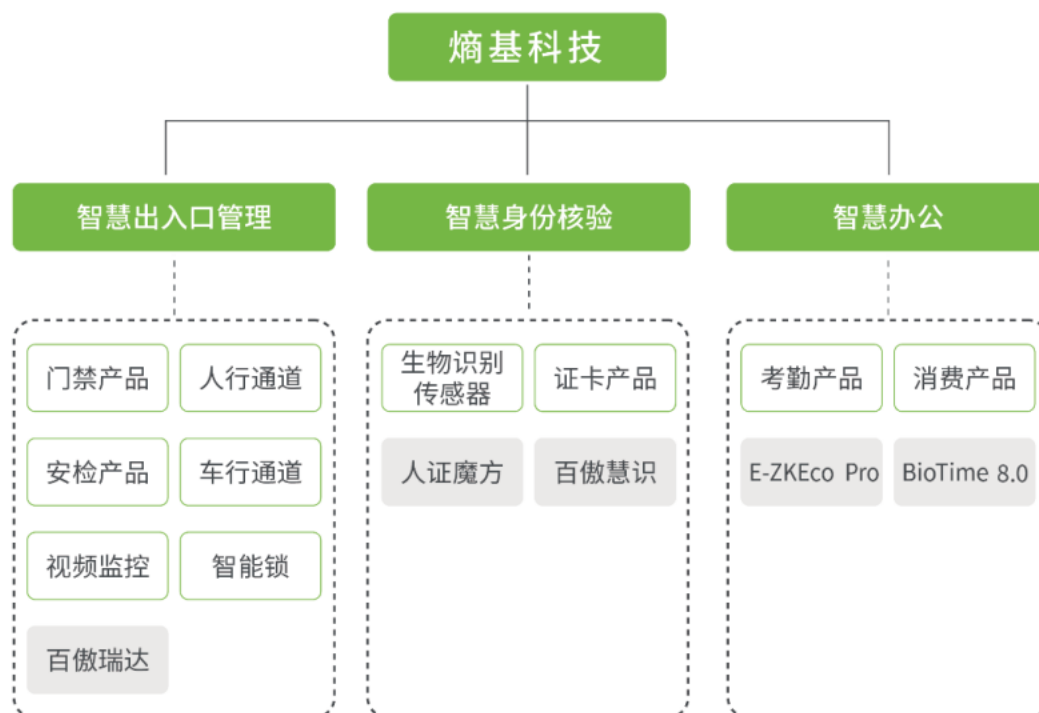 熵基科技
智慧出入口管理
智慧身份核验
智慧办公
门禁产品
人行通道
安检产品
车行通道
视频监控
智能锁
百傲瑞达
生物识别
传感器
证卡产品
人证魔方
百傲慧识
考勤产品
消费产品
E-ZKEco Pro
BioTime 8.0